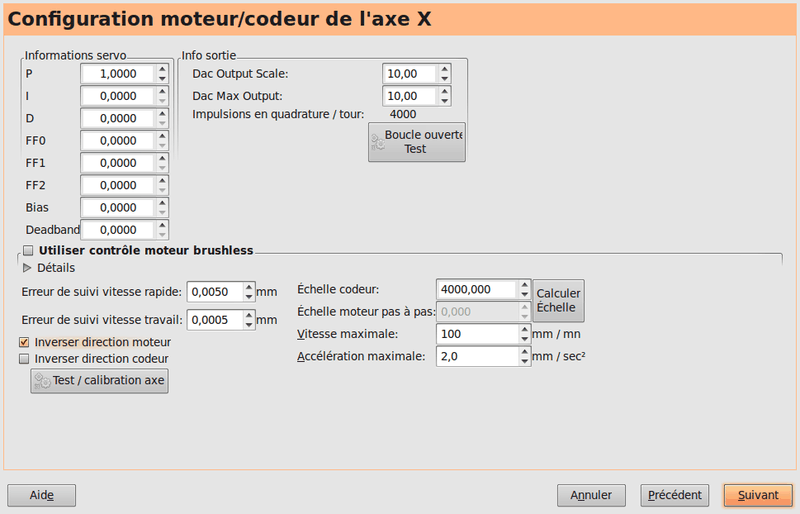 Configuration moteur/codeur de l'axe X
Informations servo
P 1,0000
I 0,0000
D 0,0000
FF0 0,0000
FF1 0,0000
FF2 0,0000
Bias 0,0000
Deadband 0,0000
Info sortie
Dac Output Scale: 10,00
Dac Max Output: 10,00
Impulsions en quadrature / tour: 4000
Boucle ouverte
Test
Utiliser contrôle moteur brushless
Détails
Erreur de suivi vitesse rapide: 0,0050 mm
Erreur de suivi vitesse travail: 0,0005 mm
Inverser direction moteur
Inverser direction codeur
Test / calibration axe
Échelle codeur: 4000,000
Échelle moteur pas à pas: 0,000
Calculer
Échelle
Vitesse maximale: 100 mm / mn
Accélération maximale: 2,0 mm / sec²
Aide
Annuler
Précédent
Suivant